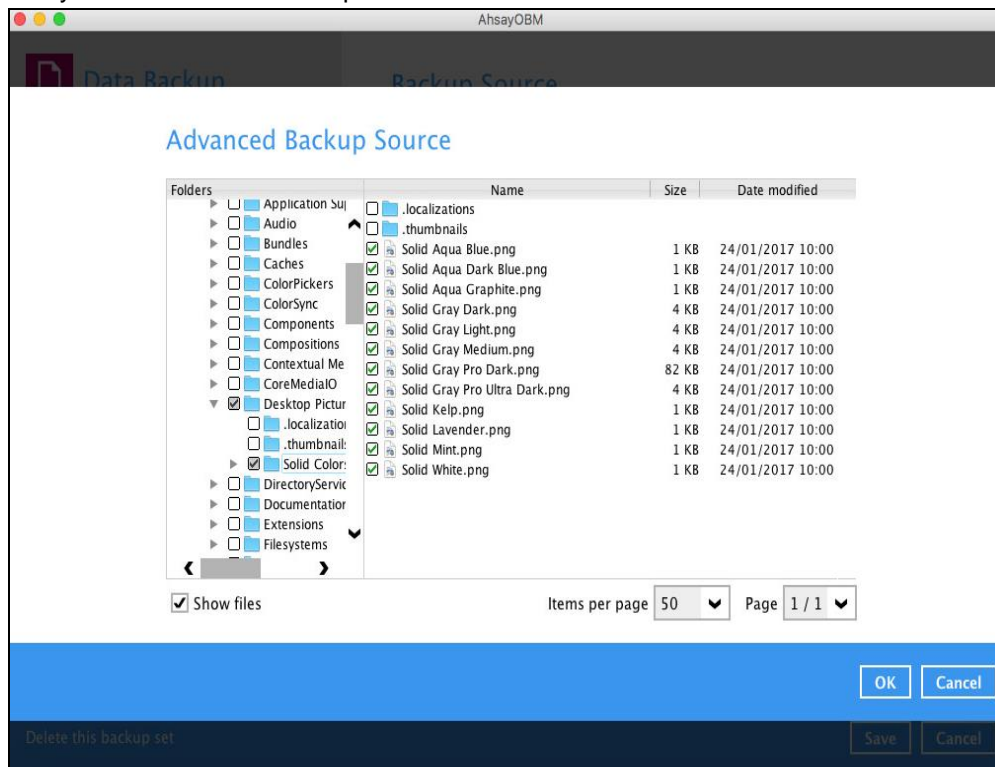 AhsayOBM
Data Backup
Backup Source
Advanced Backup Source
Folders Name Size Date modified
Application Su
Audio
Bundles
Caches
ColorPickers
ColorSync
Components
Compositions
Contextual Me
CoreMediaIO
Desktop Pictur
.localization
.thumbnail
Solid Color
DirectoryServic
Documentation
Extensions
Filesystems
.localizations
.thumbnails
Solid Aqua Blue.png 1 KB 24/01/2017 10:00
Solid Aqua Dark Blue.png 1 KB 24/01/2017 10:00
Solid Aqua Graphite.png 1 KB 24/01/2017 10:00
Solid Gray Dark.png 4 KB 24/01/2017 10:00
Solid Gray Light.png 4 KB 24/01/2017 10:00
Solid Gray Medium.png 4 KB 24/01/2017 10:00
Solid Gray Pro Dark.png 82 KB 24/01/2017 10:00
Solid Gray Pro Ultra Dark.png 4 KB 24/01/2017 10:00
Solid Kelp.png 1 KB 24/01/2017 10:00
Solid Lavender.png 1 KB 24/01/2017 10:00
Solid Mint.png 1 KB 24/01/2017 10:00
Solid White.png 1 KB 24/01/2017 10:00
Show files Items per page 50 Page 1 / 1
OK Cancel
Delete this backup set Save Cancel